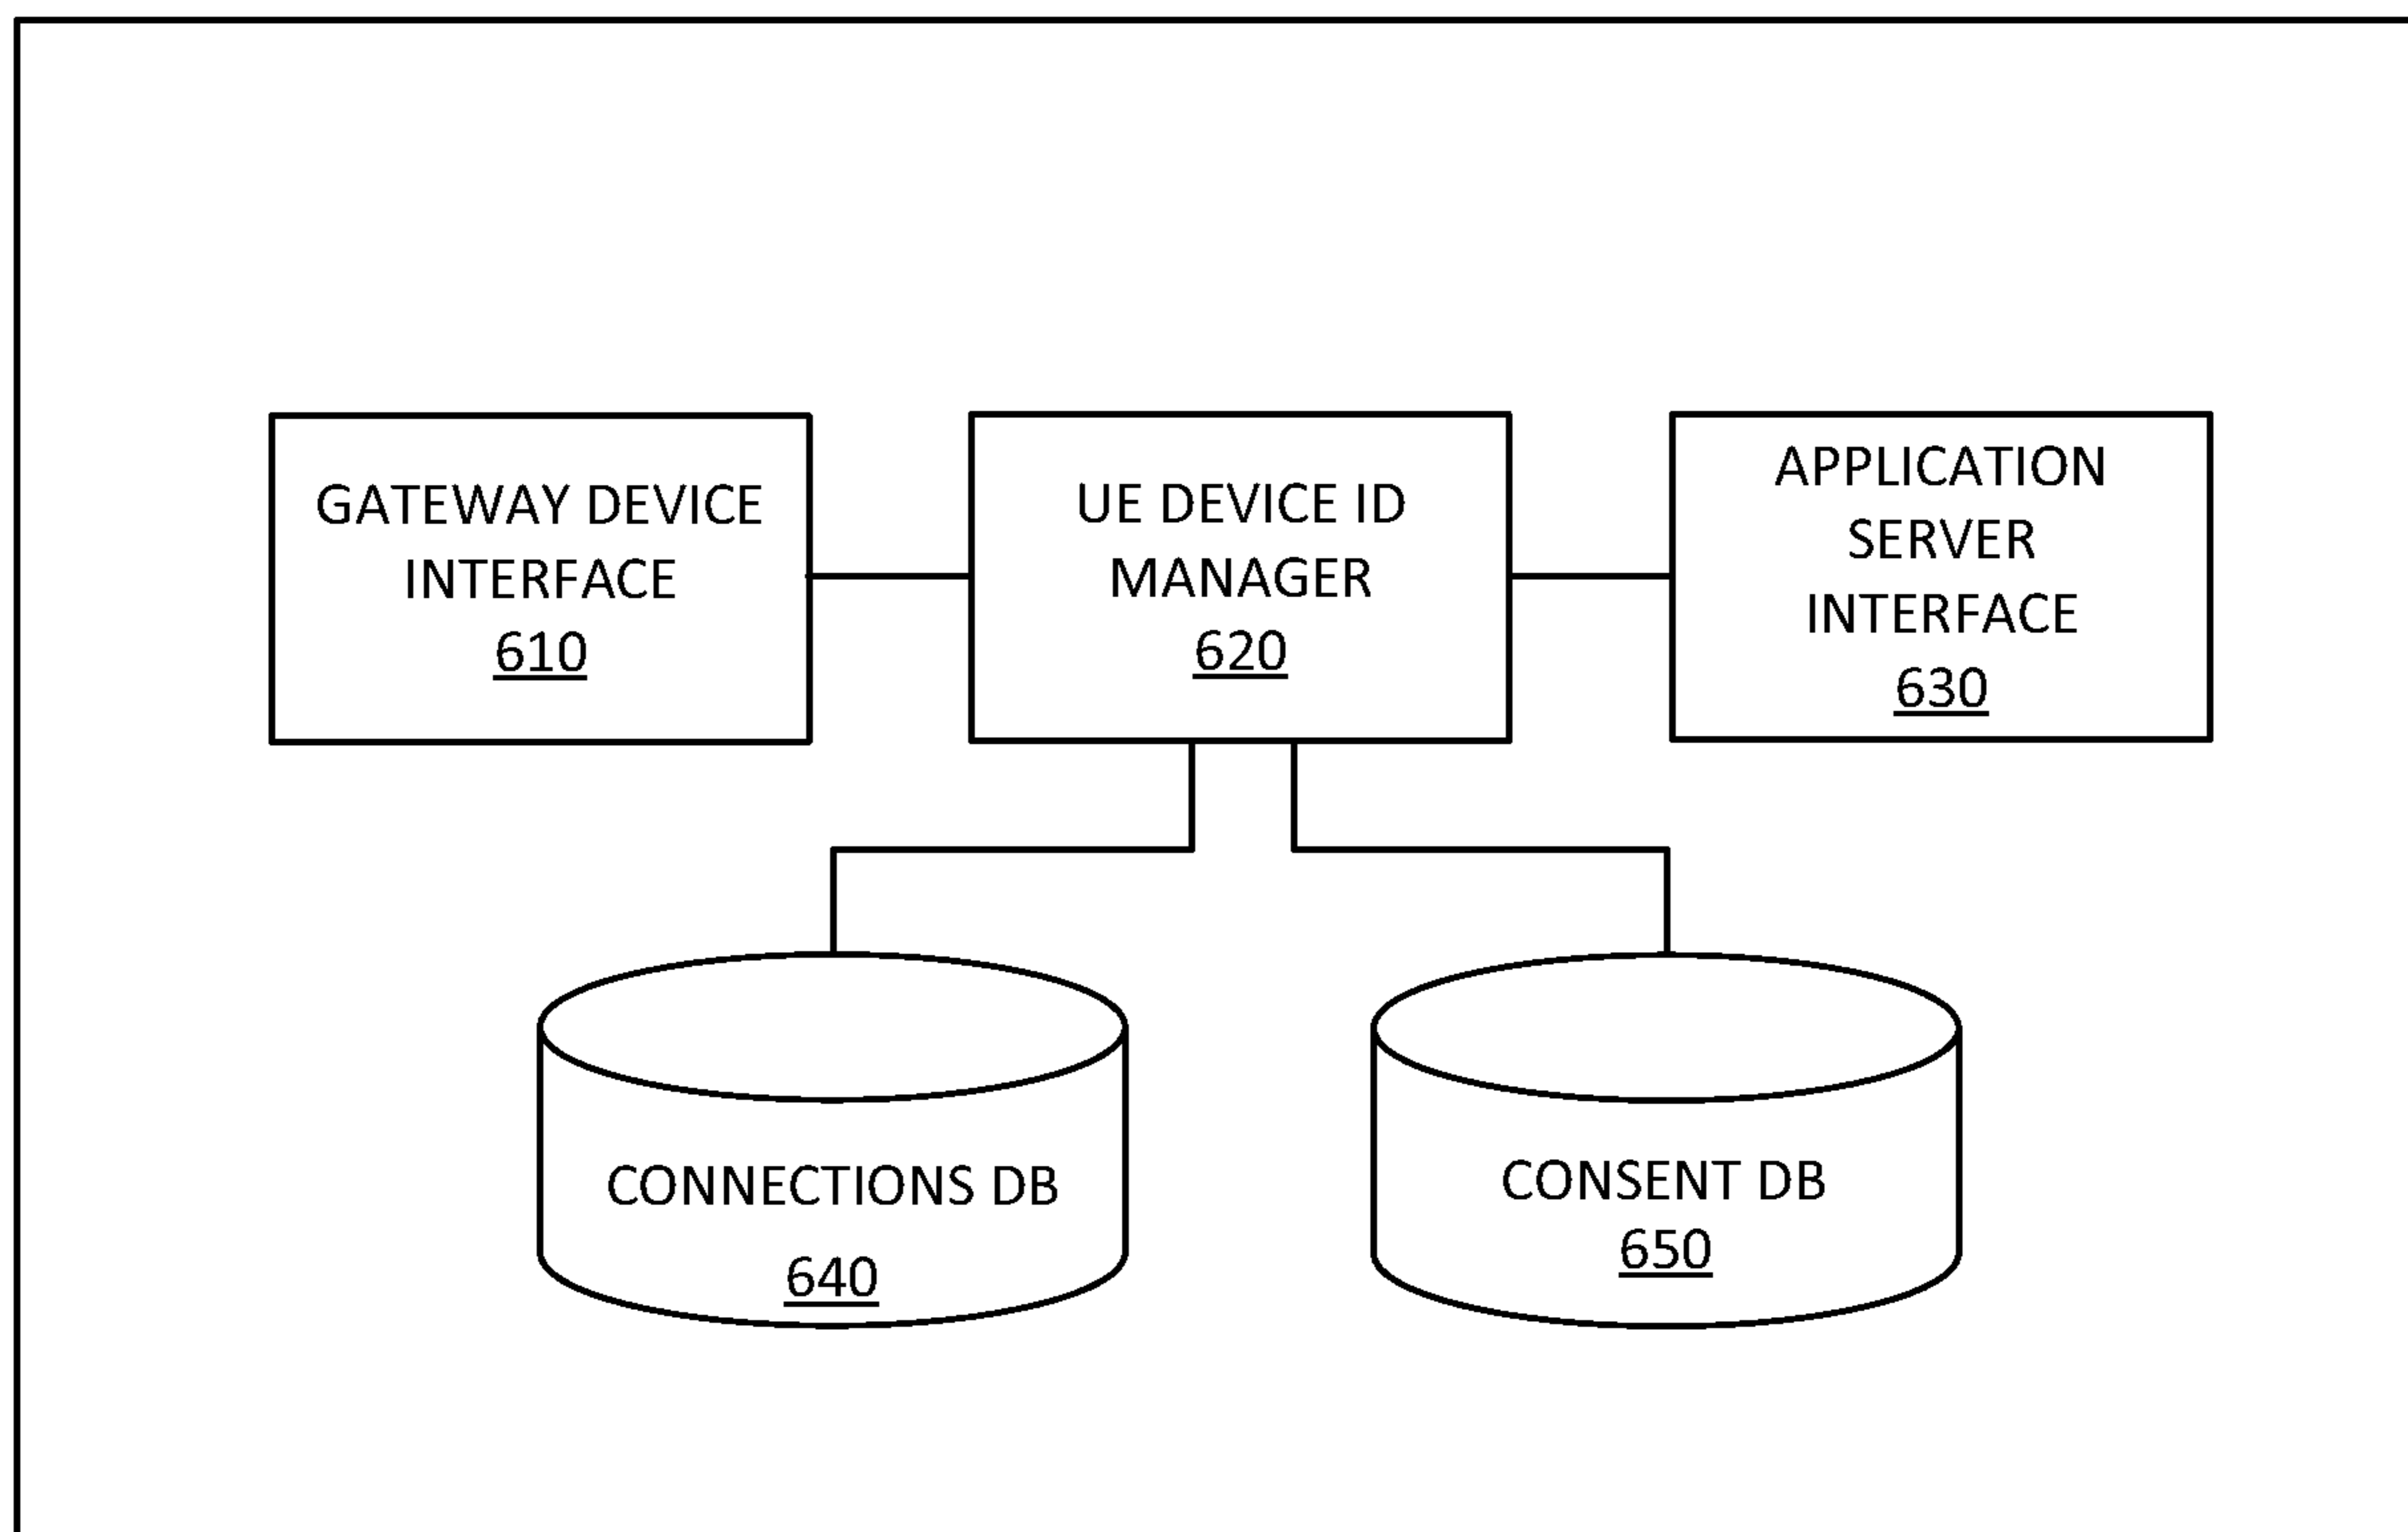 GATEWAY DEVICE
INTERFACE
610
UE DEVICE ID
MANAGER
620
APPLICATION
SERVER
INTERFACE
630
CONNECTIONS DB
640
CONSENT DB
650